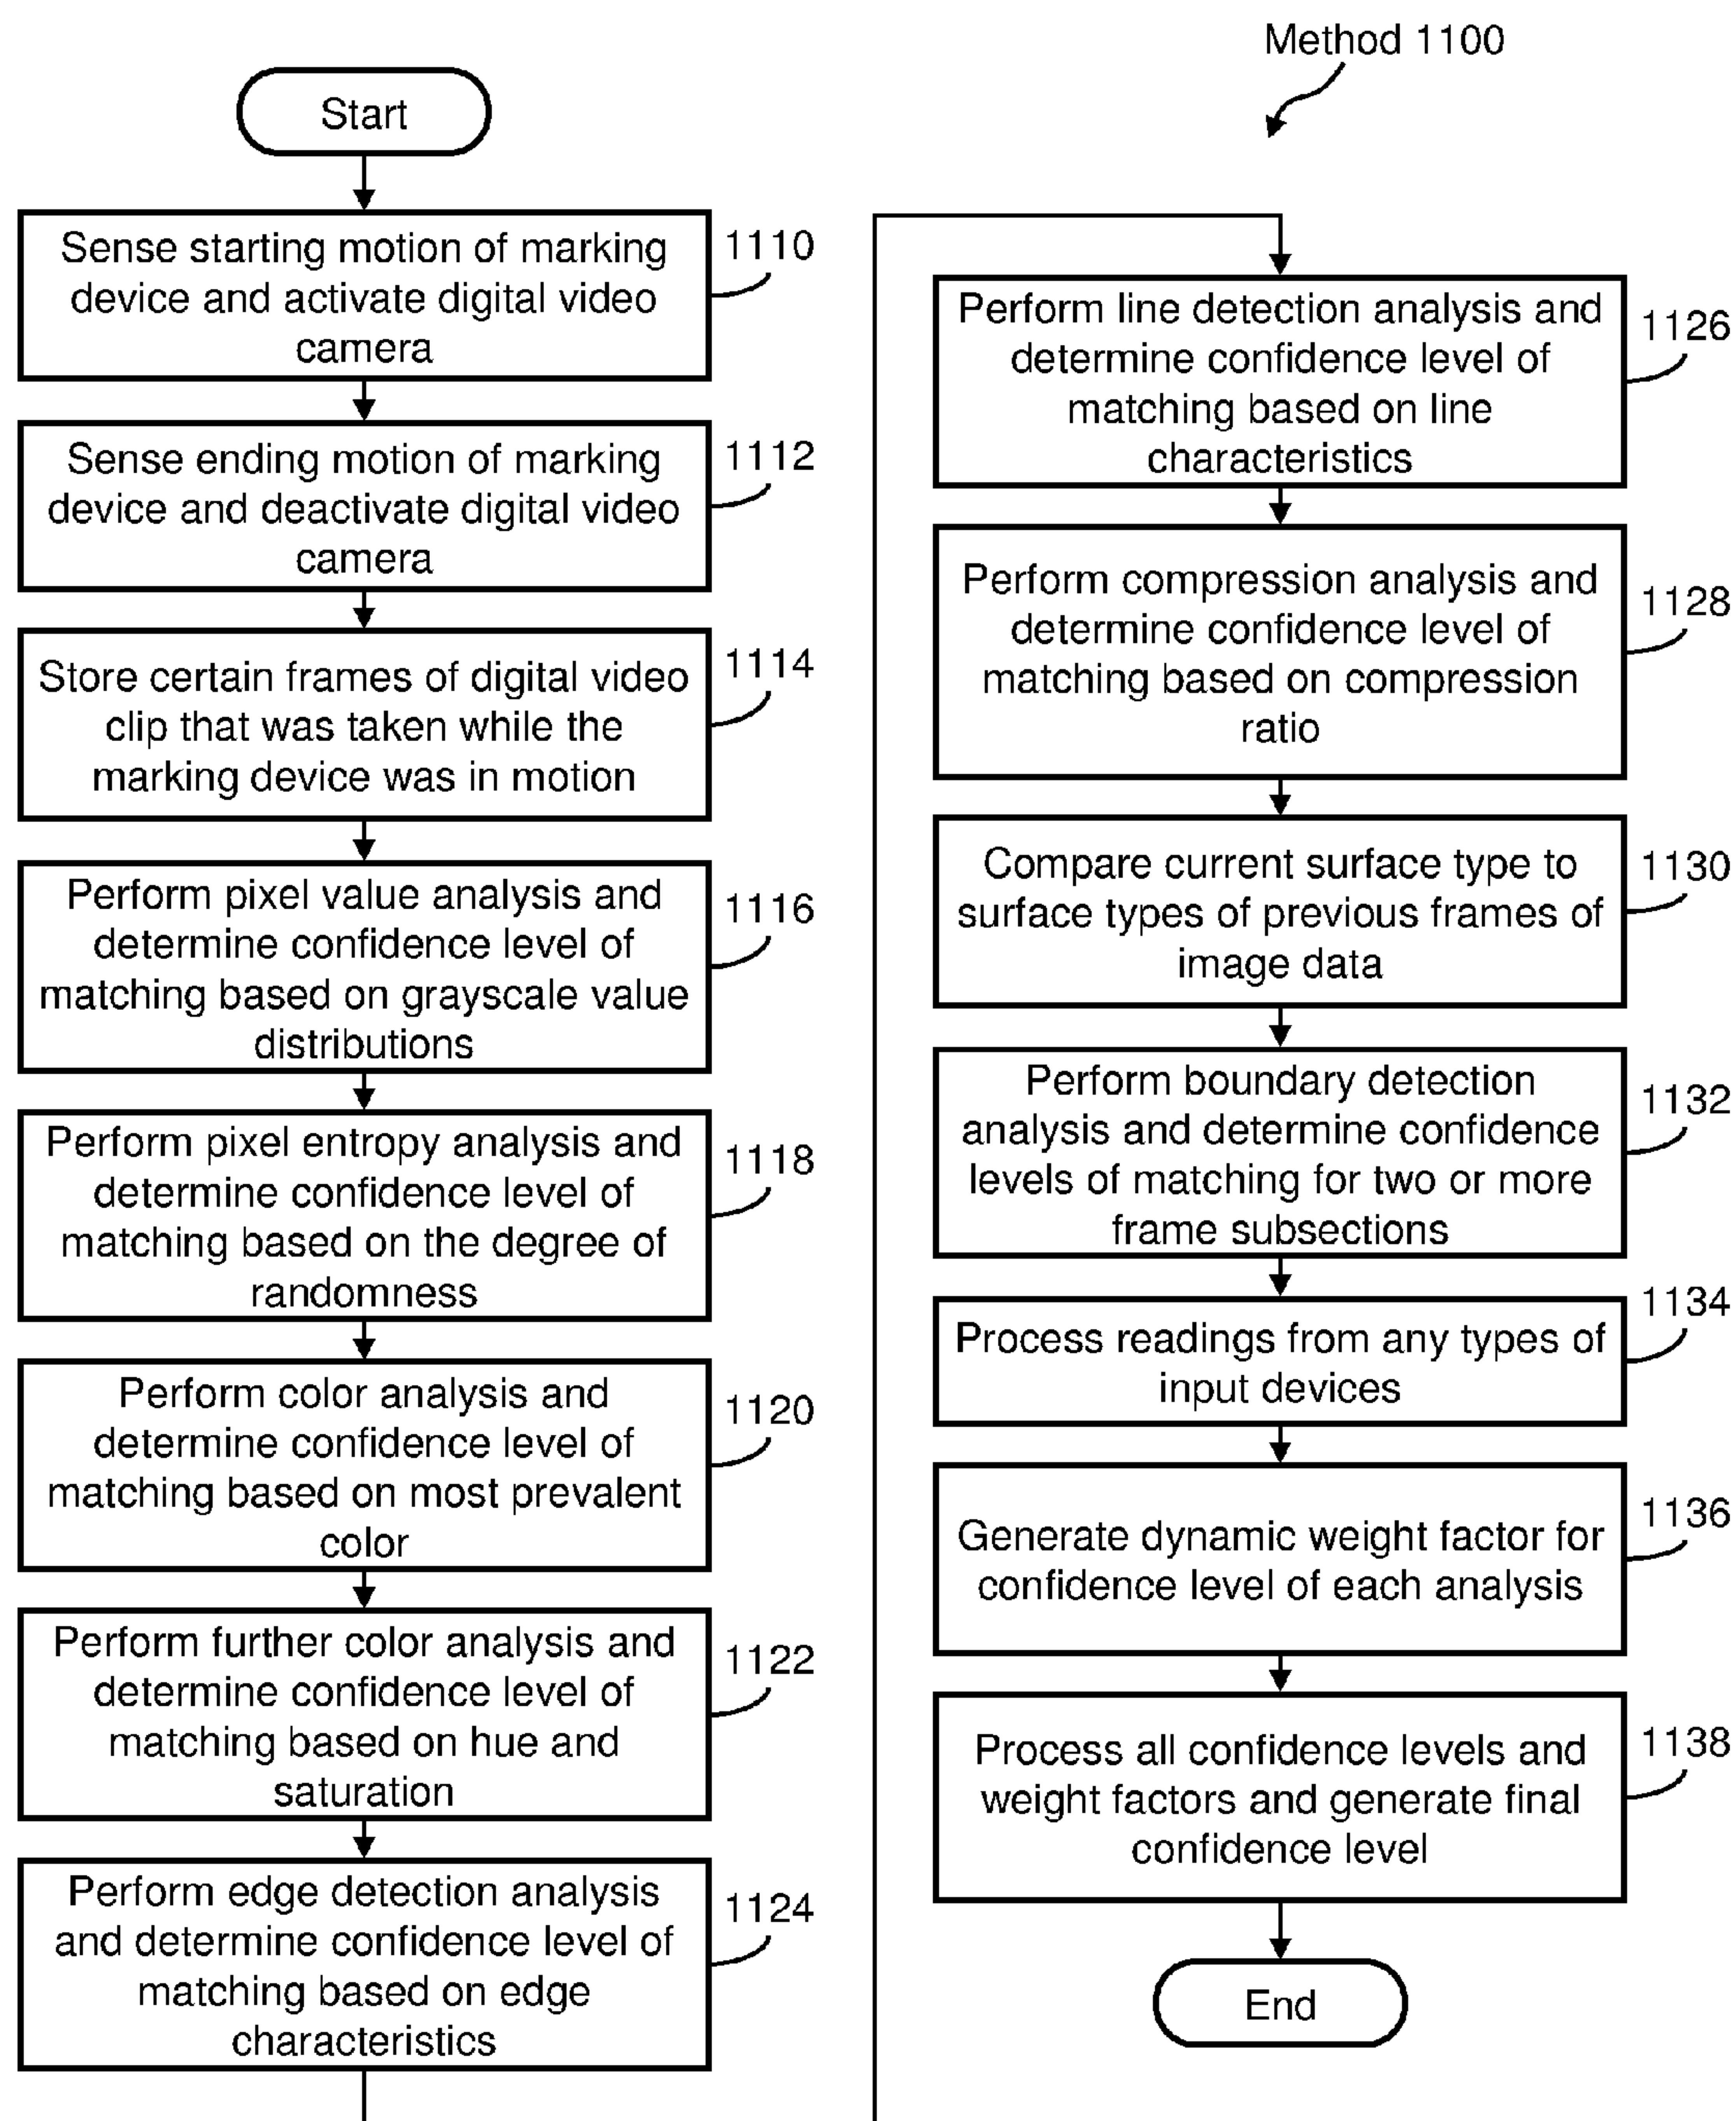 Method 1100
Start
Sense starting motion of marking
device and activate digital video
camera
1110
Sense ending motion of marking
device and deactivate digital video
camera
1112
Store certain frames of digital video
clip that was taken while the
marking device was in motion
1114
Perform pixel value analysis and
determine confidence level of
matching based on grayscale value
distributions
1116
Perform pixel entropy analysis and
determine confidence level of
matching based on the degree of
randomness
1118
Perform color analysis and
determine confidence level of
matching based on most prevalent
color
1120
Perform further color analysis and
determine confidence level of
matching based on hue and
saturation
1122
Perform edge detection analysis
and determine confidence level of
matching based on edge
characteristics
1124
Perform line detection analysis and
determine confidence level of
matching based on line
characteristics
1126
Perform compression analysis and
determine confidence level of
matching based on compression
ratio
1128
Compare current surface type to
surface types of previous frames of
image data
1130
Perform boundary detection
analysis and determine confidence
levels of matching for two or more
frame subsections
1132
Process readings from any types of
input devices
1134
Generate dynamic weight factor for
confidence level of each analysis
1136
Process all confidence levels and
weight factors and generate final
confidence level
1138
End